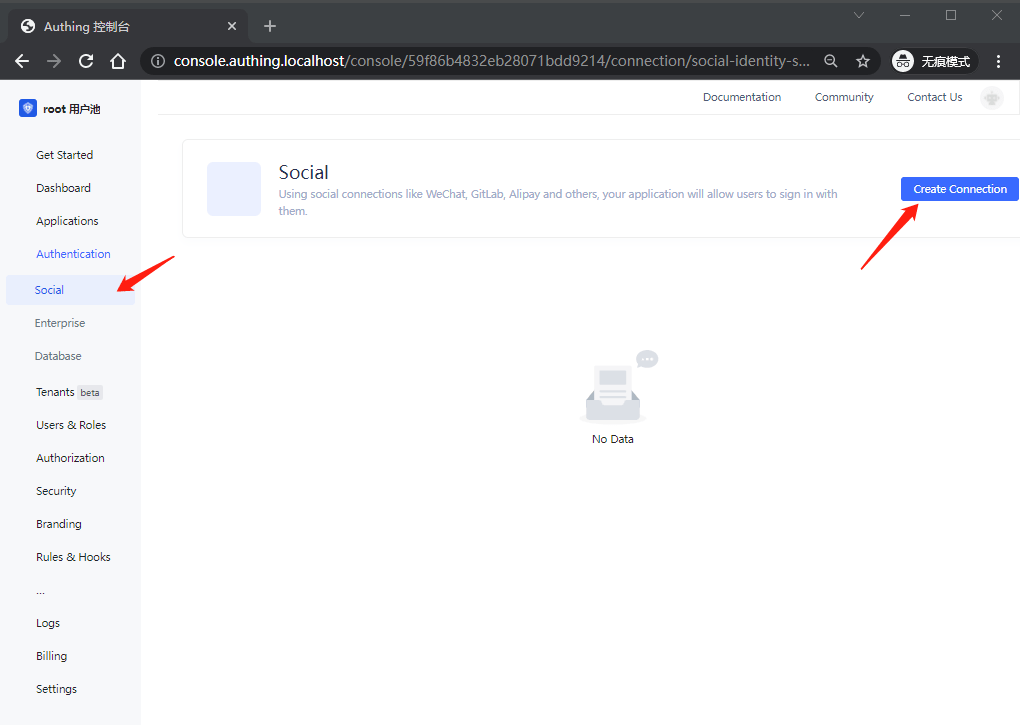 Authing 控制台
console.authing.localhost/console/59f86b4832eb28071bdd9214/connection/social-identity-s...
无痕模式
root 用户池
Documentation
Community
Contact Us
Get Started
Dashboard
Applications
Authentication
Social
Enterprise
Database
Tenants beta
Users & Roles
Authorization
Security
Branding
Rules & Hooks
...
Logs
Billing
Settings
Social
Using social connections like WeChat, GitLab, Alipay and others, your application will allow users to sign in with
them.
Create Connection
No Data